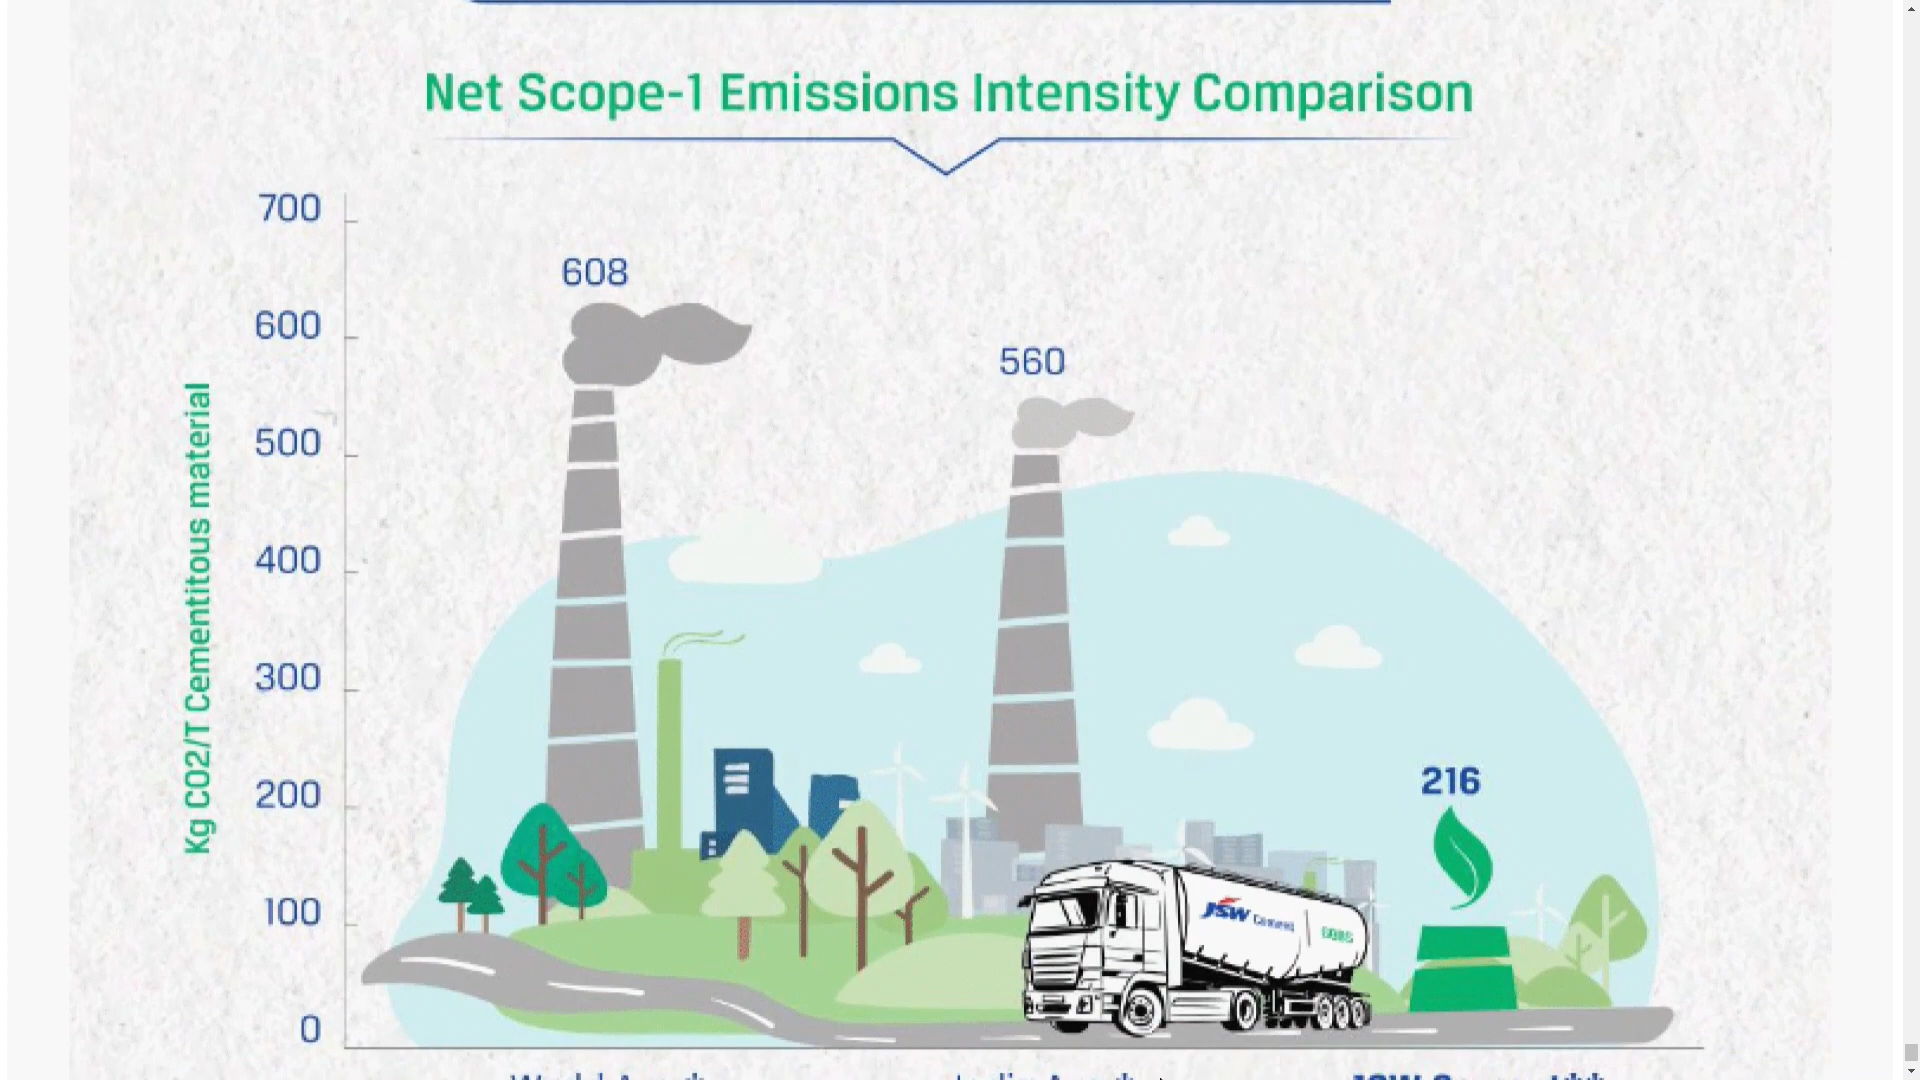 Net Scope-1 Emissions Intensity Comparison
700
600
500
400
300
200
100
0
Kg CO2/T Cementitous material
608
560
216
JSW Cement
GGBS